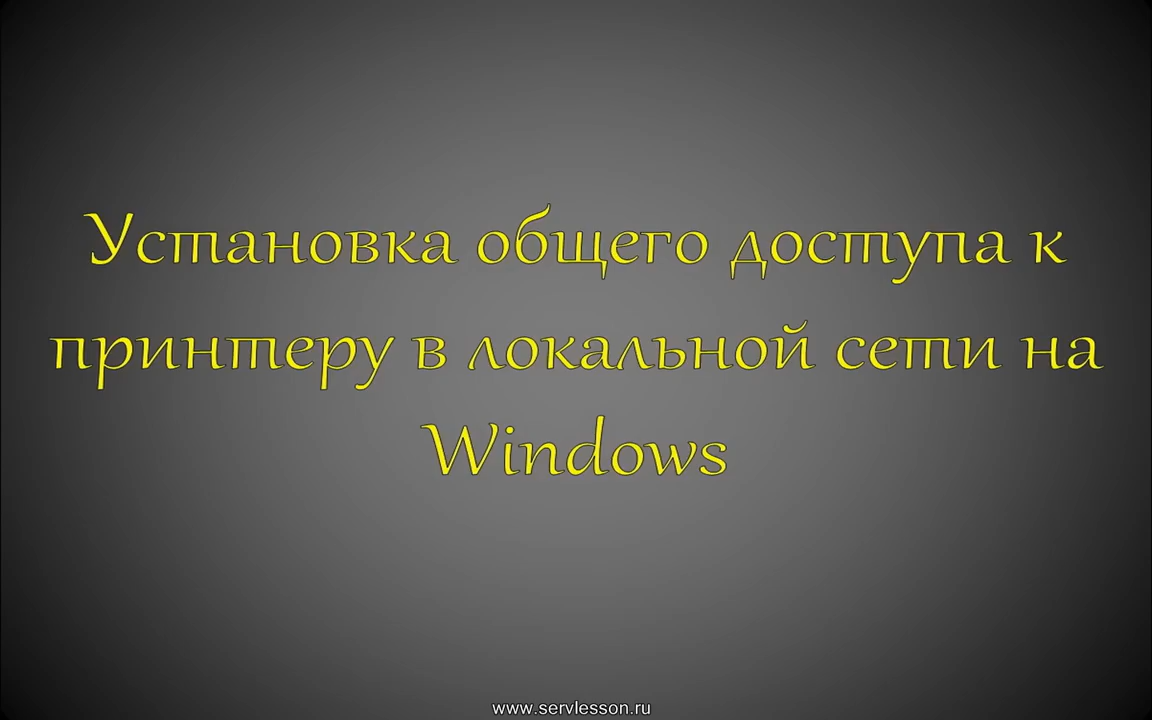 Установка общего доступа к
принтеру в локальной сети на
Windows
www.servlesson.ru